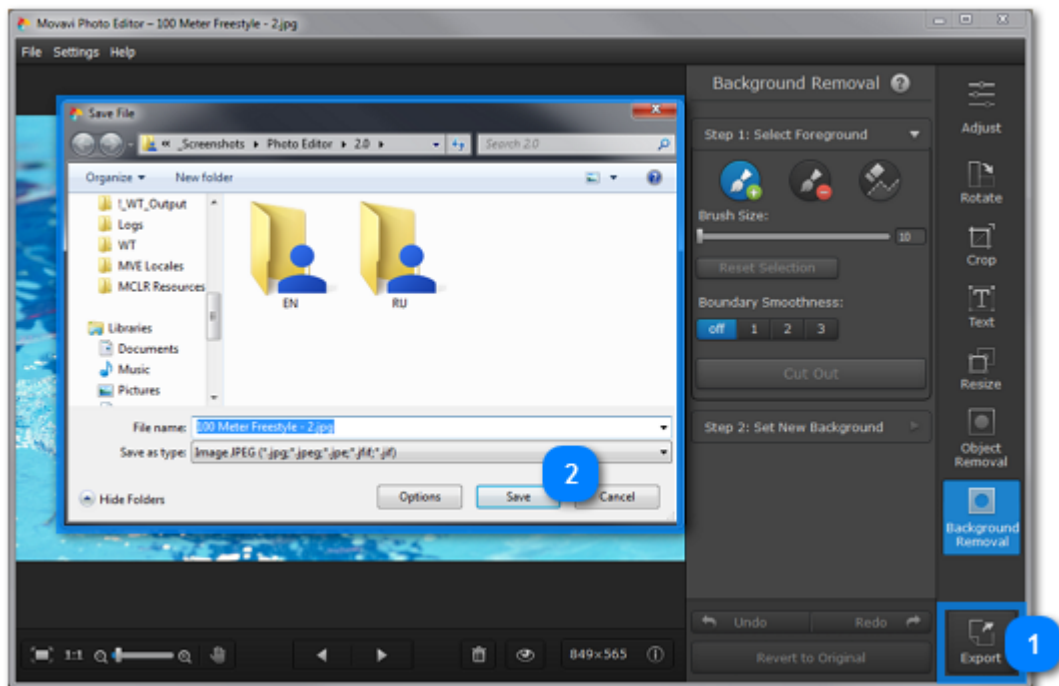 Movavi Photo Editor – 100 Meter Freestyle - 2.jpg
File Settings Help
Background Removal ?
Save File
« _Screenshots ▸ Photo Editor ▸ 2.0 ▸
Search 2.0
Organize ▾ New folder
!_WT_Output
Logs
WT
MVE Locales
MCLR Resources
Libraries
Documents
Music
Pictures
EN
RU
File name: 100 Meter Freestyle - 2.jpg
Save as type: Image JPEG (*.jpg;*.jpeg;*.jpe;*.jfif;*.jif)
Hide Folders
Options
Save
Cancel
2
Step 1: Select Foreground
Brush Size:
10
Reset Selection
Boundary Smoothness:
off 1 2 3
Cut Out
Step 2: Set New Background
Adjust
Rotate
Crop
Text
Resize
Object
Removal
Background
Removal
Undo
Redo
Revert to Original
Export
1
1:1
849×565